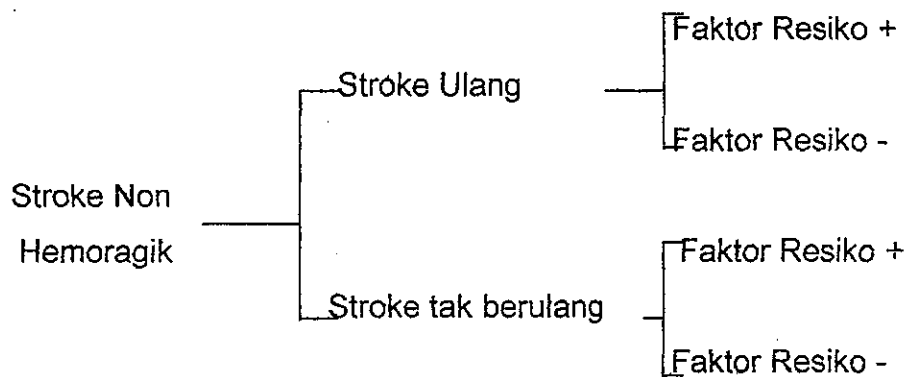 Faktor Resiko +
Stroke Ulang
Faktor Resiko -
Stroke Non
Hemoragik
Faktor Resiko +
Stroke tak berulang
Faktor Resiko -